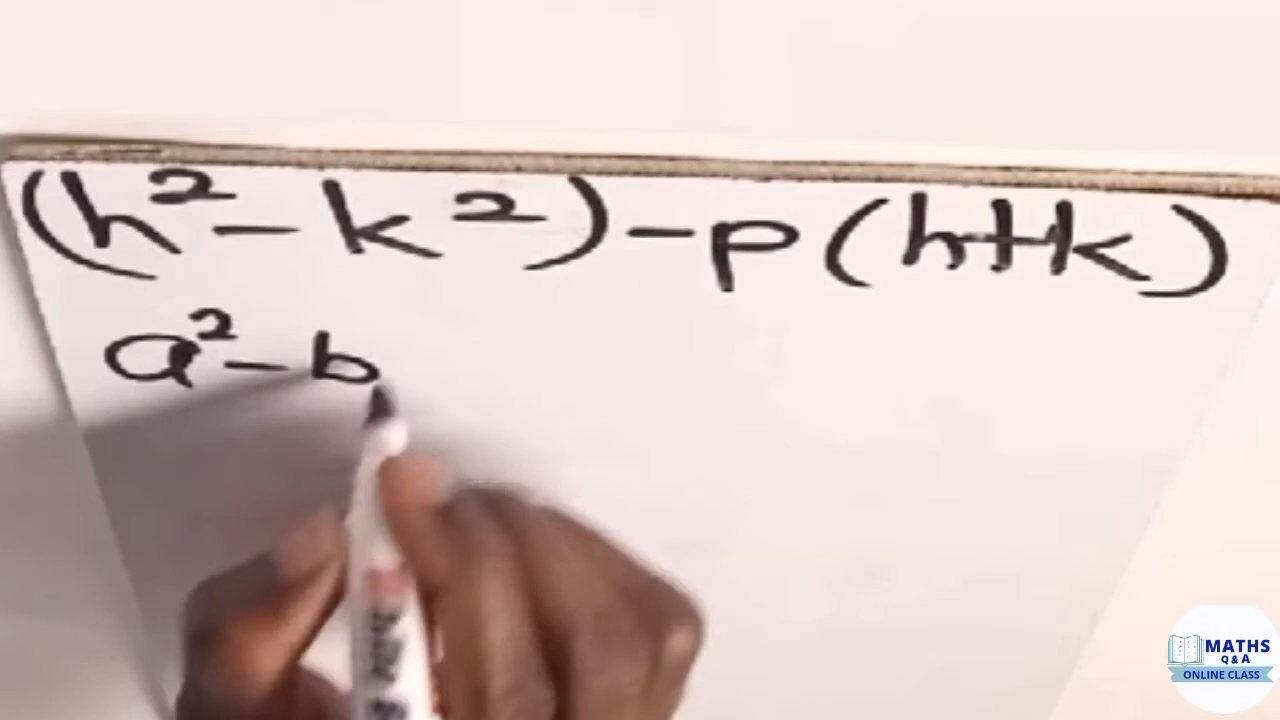 (h² - k²) - p(h+k)
a² - b
MATHS
Q & A
ONLINE CLASS